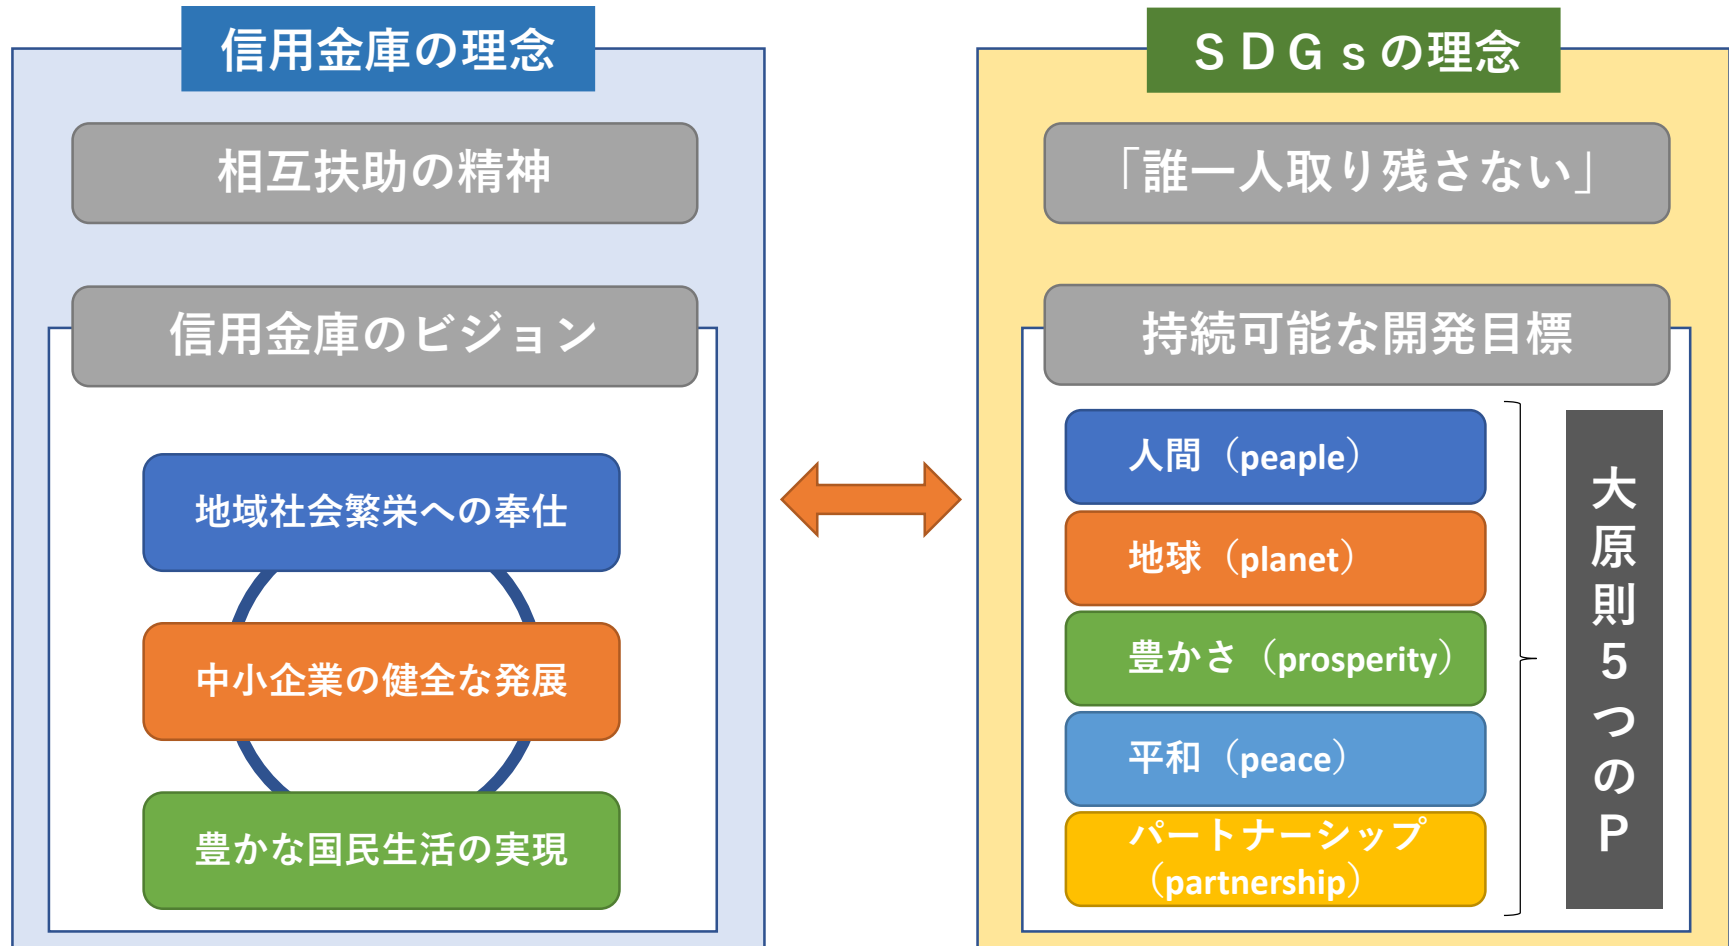 信用金庫の理念
相互扶助の精神
信用金庫のビジョン
地域社会繁栄への奉仕
中小企業の健全な発展
豊かな国民生活の実現
ＳＤＧｓの理念
「誰一人取り残さない」
持続可能な開発目標
人間（peaple）
地球（planet）
豊かさ（prosperity）
平和（peace）
パートナーシップ
（partnership）
大原則５つのＰ